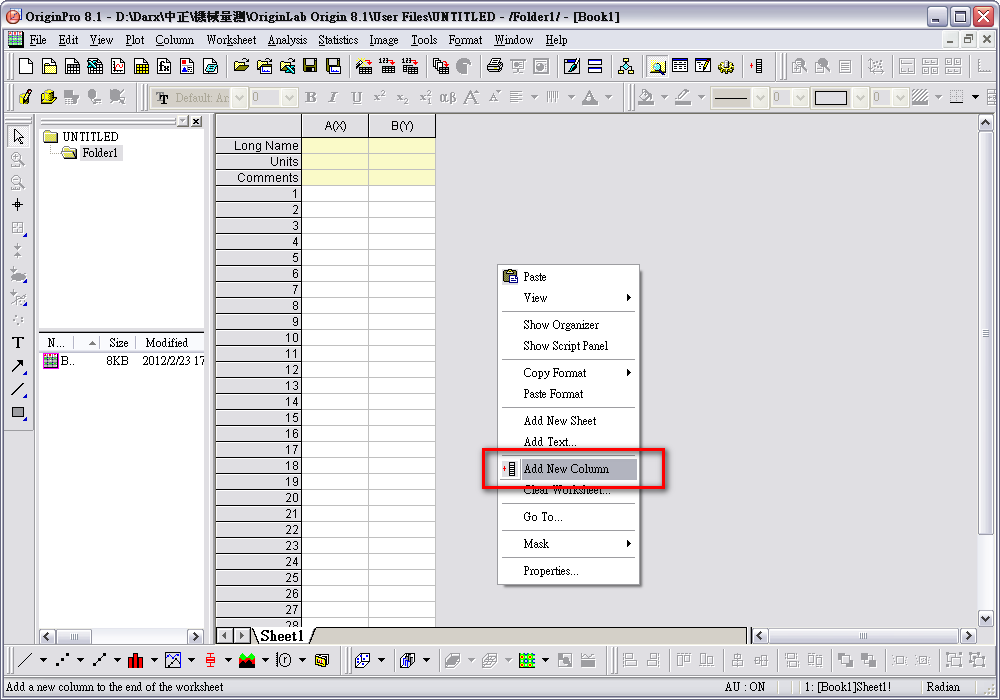 OriginPro 8.1 - D:\Darx\中正\機械量測\OriginLab Origin 8.1\User Files\UNTITLED - /Folder1/ - [Book1]
File Edit View Plot Column Worksheet Analysis Statistics Image Tools Format Window Help
Default: Ar 0 B I U x² x₂ αβ A A A 0 0
UNTITLED
Folder1
N... Size Modified
B.. 8KB 2012/2/23 17
A(X) B(Y)
Long Name
Units
Comments
1
2
3
4
5
6
7
8
9
10
11
12
13
14
15
16
17
18
19
20
21
22
23
24
25
26
27
28
Paste
View
Show Organizer
Show Script Panel
Copy Format
Paste Format
Add New Sheet
Add Text...
Add New Column
Clear Worksheet...
Go To...
Mask
Properties...
T
Sheet1
Add a new column to the end of the worksheet AU : ON 1: [Book1]Sheet1! Radian